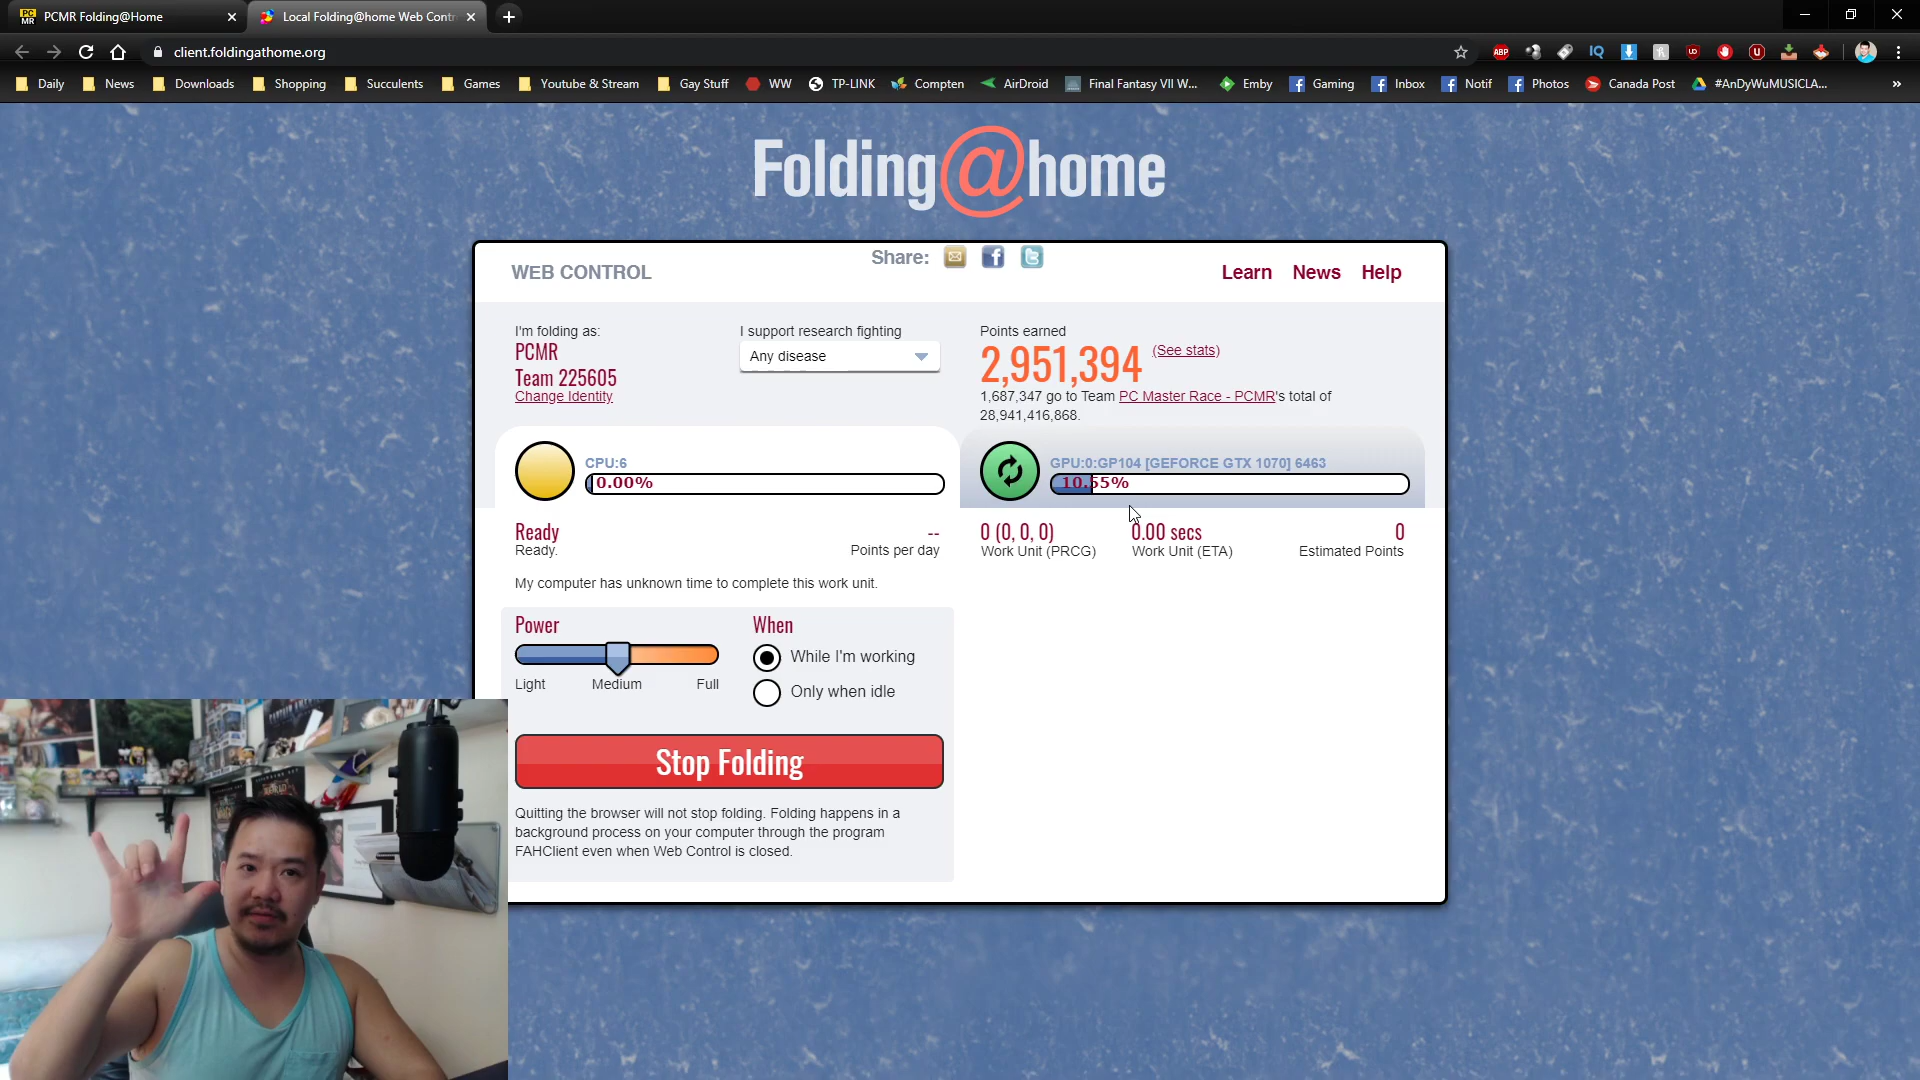 PCMR Folding@Home
Local Folding@home Web Contr
client.foldingathome.org
Daily
News
Downloads
Shopping
Succulents
Games
Youtube & Stream
Gay Stuff
WW
TP-LINK
Compten
AirDroid
Final Fantasy VII W...
Emby
Gaming
Inbox
Notif
Photos
Canada Post
#AnDyWuMUSICLA...
»
Folding@home
WEB CONTROL
Share:
Learn News Help
I'm folding as:
PCMR
Team 225605
Change Identity
I support research fighting
Any disease
Points earned
2,951,394 (See stats)
1,687,347 go to Team PC Master Race - PCMR's total of
28,941,416,868.
CPU:6
0.00%
GPU:0:GP104 [GEFORCE GTX 1070] 6463
10.55%
Ready
Ready.
--
Points per day
0 (0, 0, 0)
Work Unit (PRCG)
0.00 secs
Work Unit (ETA)
0
Estimated Points
My computer has unknown time to complete this work unit.
Power
Light Medium Full
When
While I'm working
Only when idle
Stop Folding
Quitting the browser will not stop folding. Folding happens in a
background process on your computer through the program
FAHClient even when Web Control is closed.